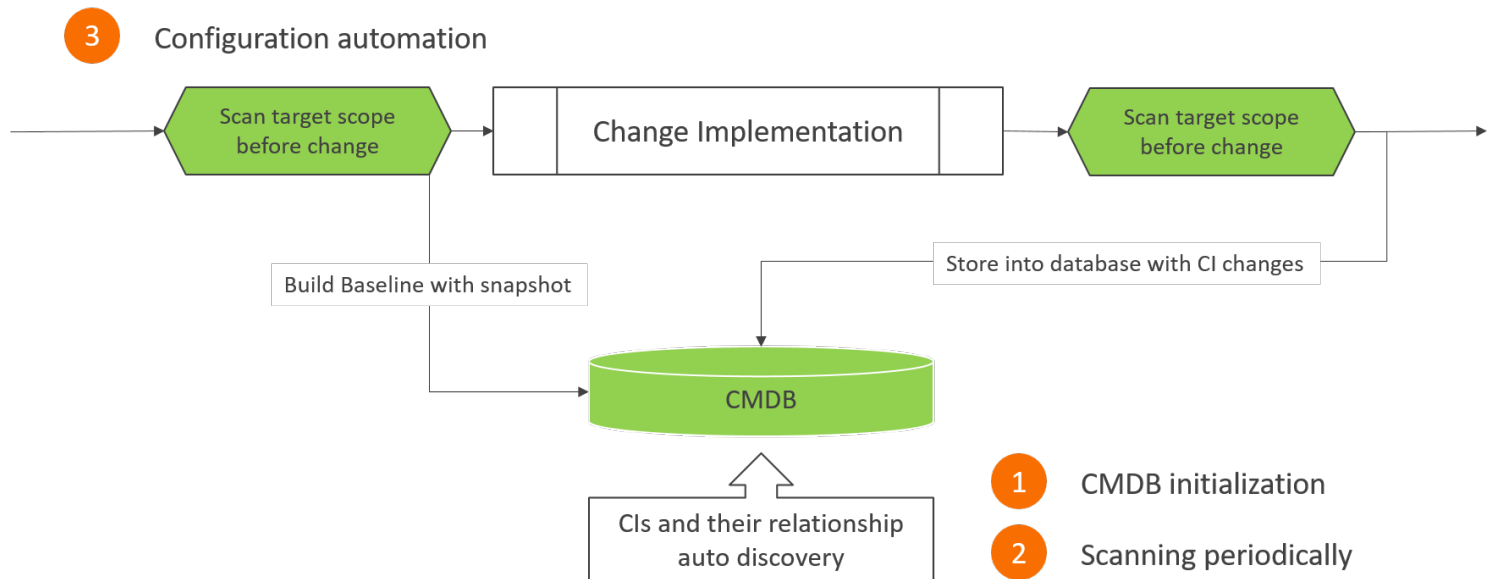 3 Configuration automation
Scan target scope
before change
Change Implementation
Scan target scope
before change
Build Baseline with snapshot
Store into database with CI changes
CMDB
CIs and their relationship
auto discovery
1 CMDB initialization
2 Scanning periodically